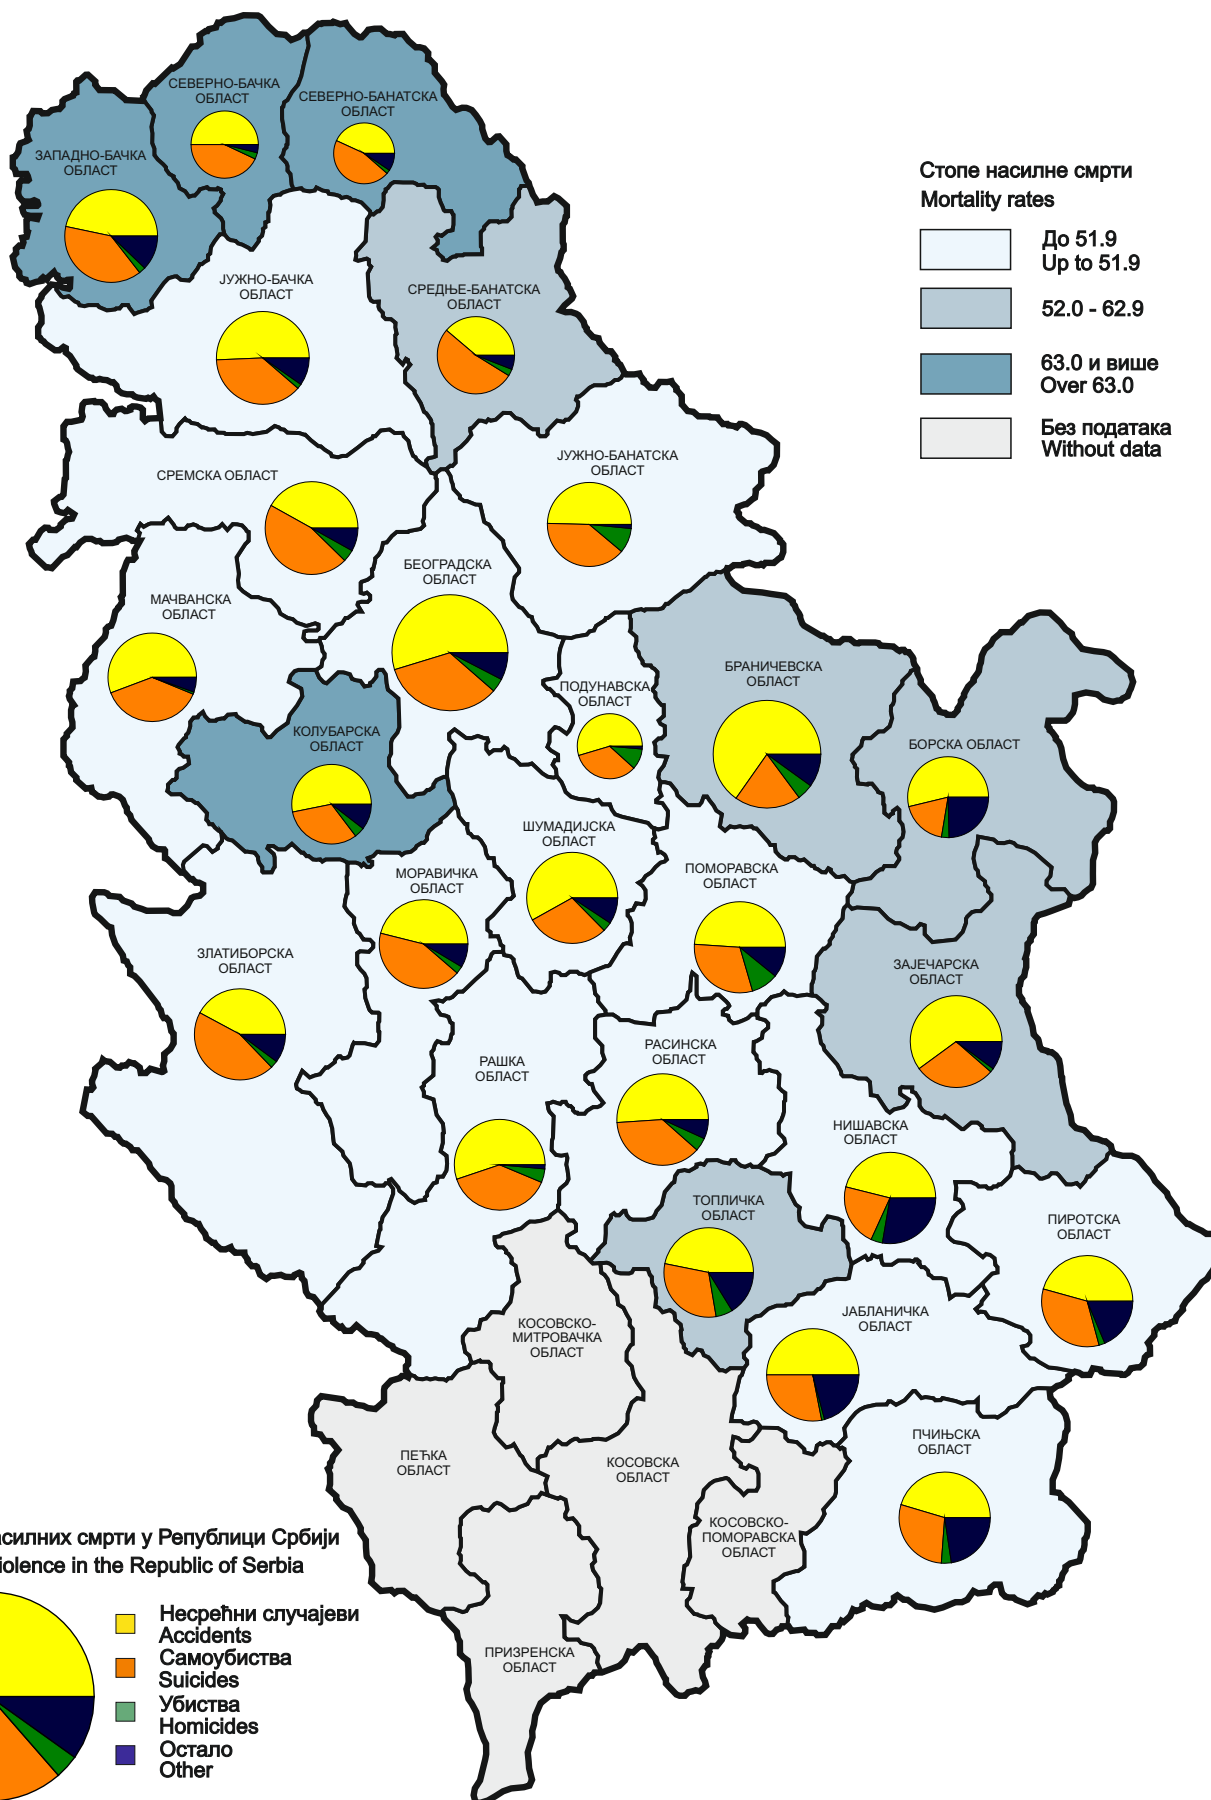 СЕВЕРНО-БАЧКА
ОБЛАСТ
СЕВЕРНО-БАНАТСКА
ОБЛАСТ
ЗАПАДНО-БАЧКА
ОБЛАСТ
ЈУЖНО-БАЧКА
ОБЛАСТ
СРЕДЊЕ-БАНАТСКА
ОБЛАСТ
Стопе насилне смрти
Mortality rates
До 51.9
Up to 51.9
52.0 - 62.9
63.0 и више
Over 63.0
Без података
Without data
СРЕМСКА ОБЛАСТ
ЈУЖНО-БАНАТСКА
ОБЛАСТ
БЕОГРАДСКА
ОБЛАСТ
МАЧВАНСКА
ОБЛАСТ
ПОДУНАВСКА
ОБЛАСТ
БРАНИЧЕВСКА
ОБЛАСТ
КОЛУБАРСКА
ОБЛАСТ
БОРСКА ОБЛАСТ
ШУМАДИЈСКА
ОБЛАСТ
МОРАВИЧКА
ОБЛАСТ
ПОМОРАВСКА
ОБЛАСТ
ЗЛАТИБОРСКА
ОБЛАСТ
ЗАЈЕЧАРСКА
ОБЛАСТ
РАШКА
ОБЛАСТ
РАСИНСКА
ОБЛАСТ
НИШАВСКА
ОБЛАСТ
ТОПЛИЧКА
ОБЛАСТ
ПИРОТСКА
ОБЛАСТ
КОСОВСКО-
МИТРОВАЧКА
ОБЛАСТ
ЈАБЛАНИЧКА
ОБЛАСТ
ПЕЋКА
ОБЛАСТ
КОСОВСКА
ОБЛАСТ
ПЧИЊСКА
ОБЛАСТ
КОСОВСКО-
ПОМОРАВСКА
ОБЛАСТ
ПРИЗРЕНСКА
ОБЛАСТ
асилних смрти у Републици Србији
iolence in the Republic of Serbia
Несрећни случајеви
Accidents
Самоубиства
Suicides
Убиства
Homicides
Остало
Other